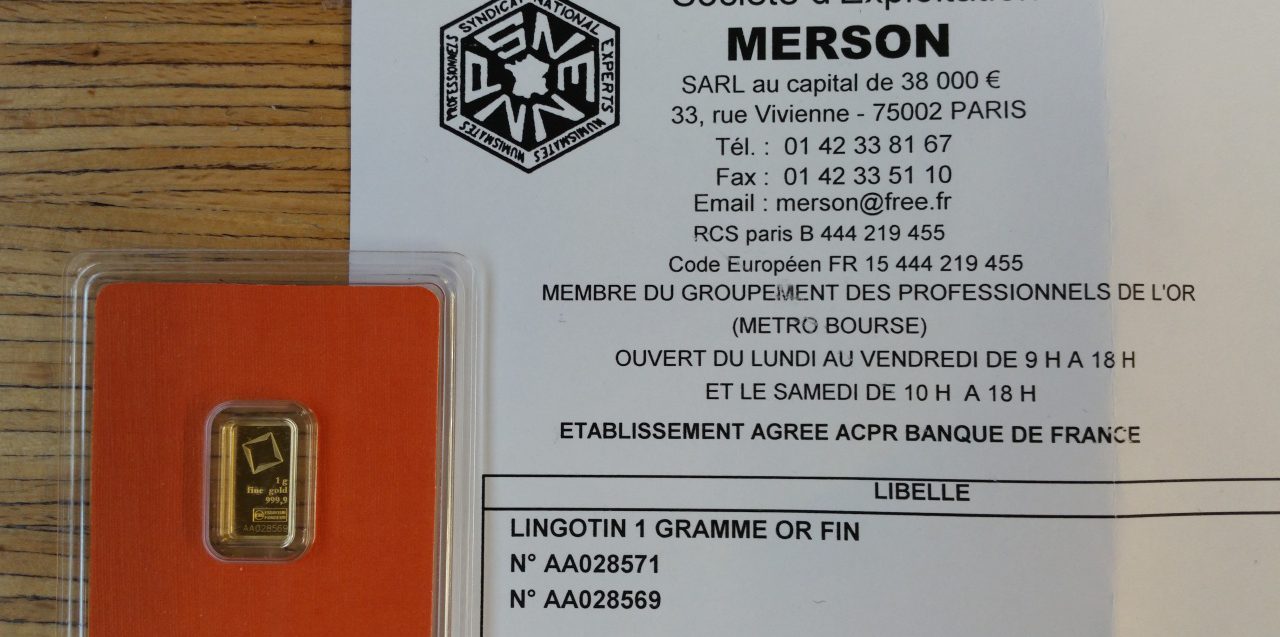 SYNDICAT NATIONAL
EXPERTS
NUMISMATES
NUMISMATES
PROFESSIONNELS
SNENNP
Société d'Exploitation
MERSON
SARL au capital de 38 000 €
33, rue Vivienne - 75002 PARIS
Tél. : 01 42 33 81 67
Fax : 01 42 33 51 10
Email : merson@free.fr
RCS paris B 444 219 455
Code Européen FR 15 444 219 455
MEMBRE DU GROUPEMENT DES PROFESSIONNELS DE L'OR
(METRO BOURSE)
OUVERT DU LUNDI AU VENDREDI DE 9 H A 18 H
ET LE SAMEDI DE 10 H A 18 H
ETABLISSEMENT AGREE ACPR BANQUE DE FRANCE
LIBELLE
LINGOTIN 1 GRAMME OR FIN
N° AA028571
N° AA028569
1 g
fine gold
999,9
AA028569